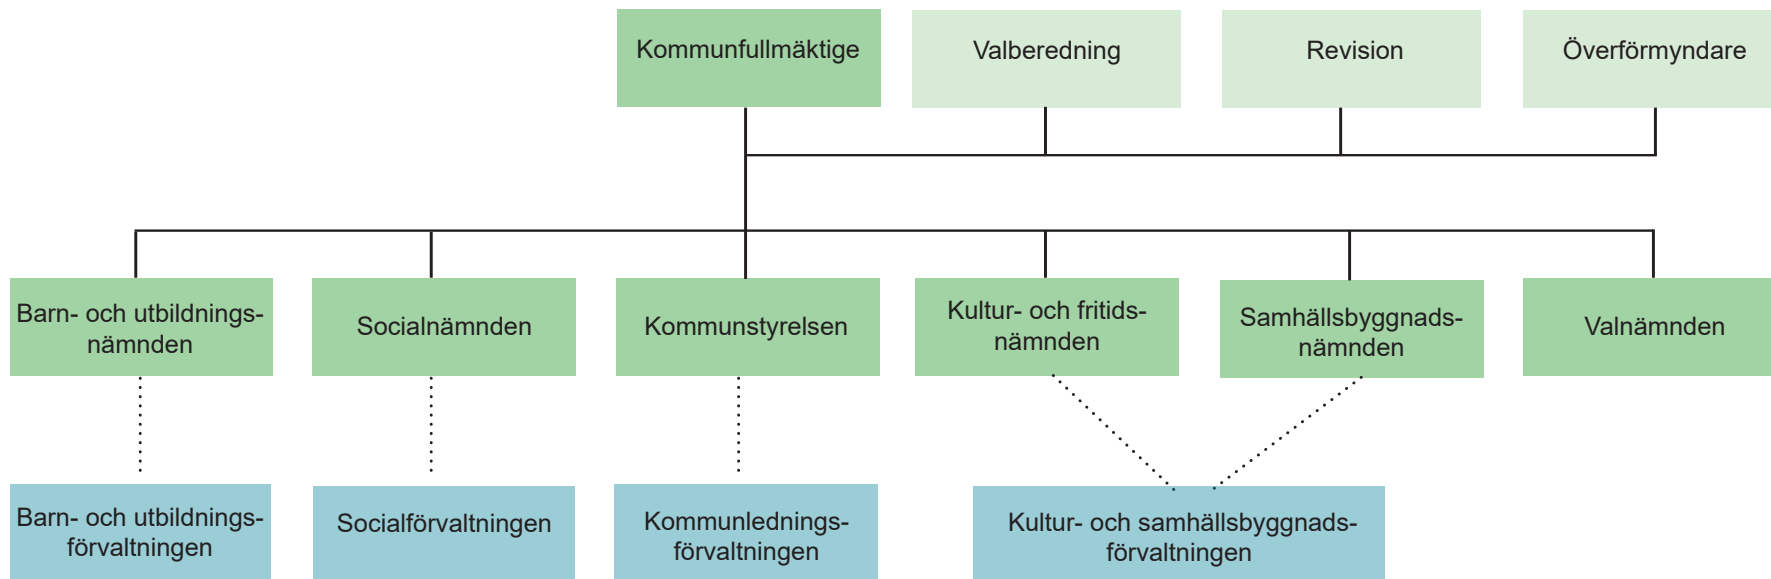 Kommunfullmäktige
Valberedning
Revision
Överförmyndare
Barn- och utbildnings-
nämnden
Socialnämnden
Kommunstyrelsen
Kultur- och fritids-
nämnden
Samhällsbyggnads-
nämnden
Valnämnden
Barn- och utbildnings-
förvaltningen
Socialförvaltningen
Kommunlednings-
förvaltningen
Kultur- och samhällsbyggnads-
förvaltningen